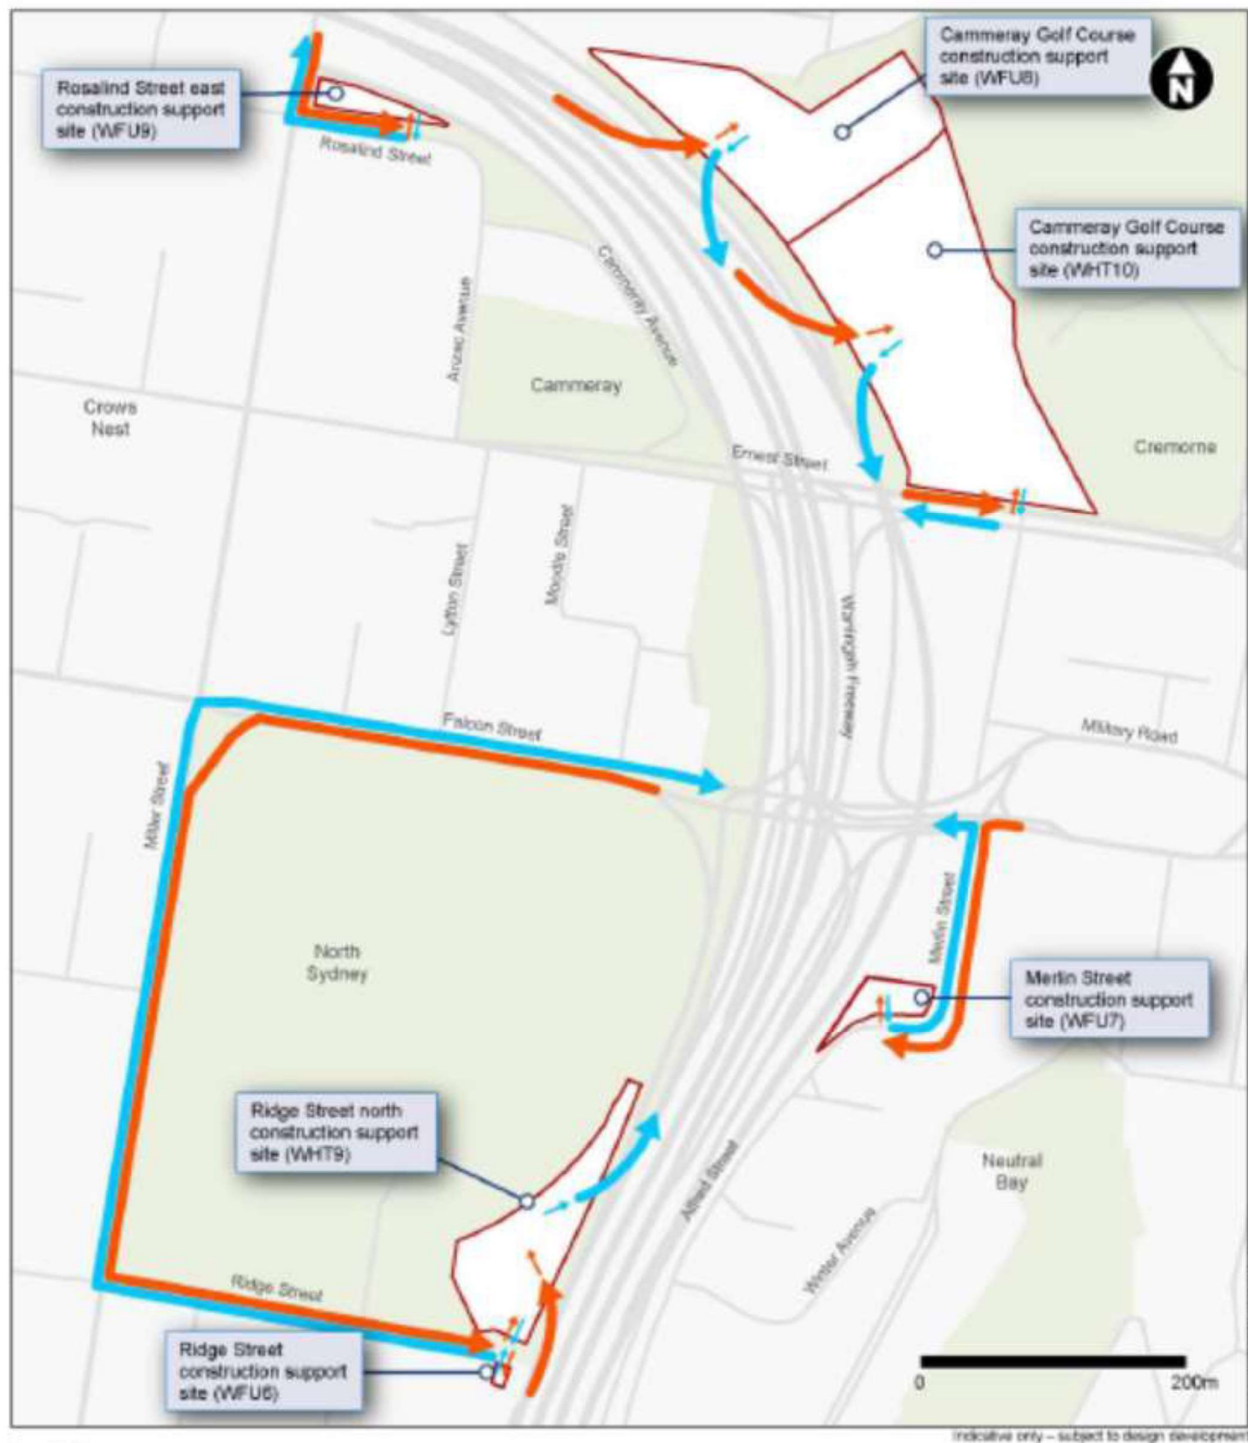 Cammeray Golf Course
construction support
site (WFU8)
N
Rosalind Street east
construction support
site (WFU9)
Rosalind Street
Cammeray Golf Course
construction support
site (WHT10)
Cammeray Avenue
Anzac Avenue
Cammeray
Crows
Nest
Ernest Street
Cremorne
Moodie Street
Lytton Street
Warringah Freeway
Falcon Street
Military Road
Miller Street
Merlin Street
North
Sydney
Merlin Street
construction support
site (WFU7)
Ridge Street north
construction support
site (WHT9)
Alfred Street
Neutral
Bay
Winter Avenue
Ridge Street
Ridge Street
construction support
site (WFU6)
0
200m
Indicative only – subject to design development